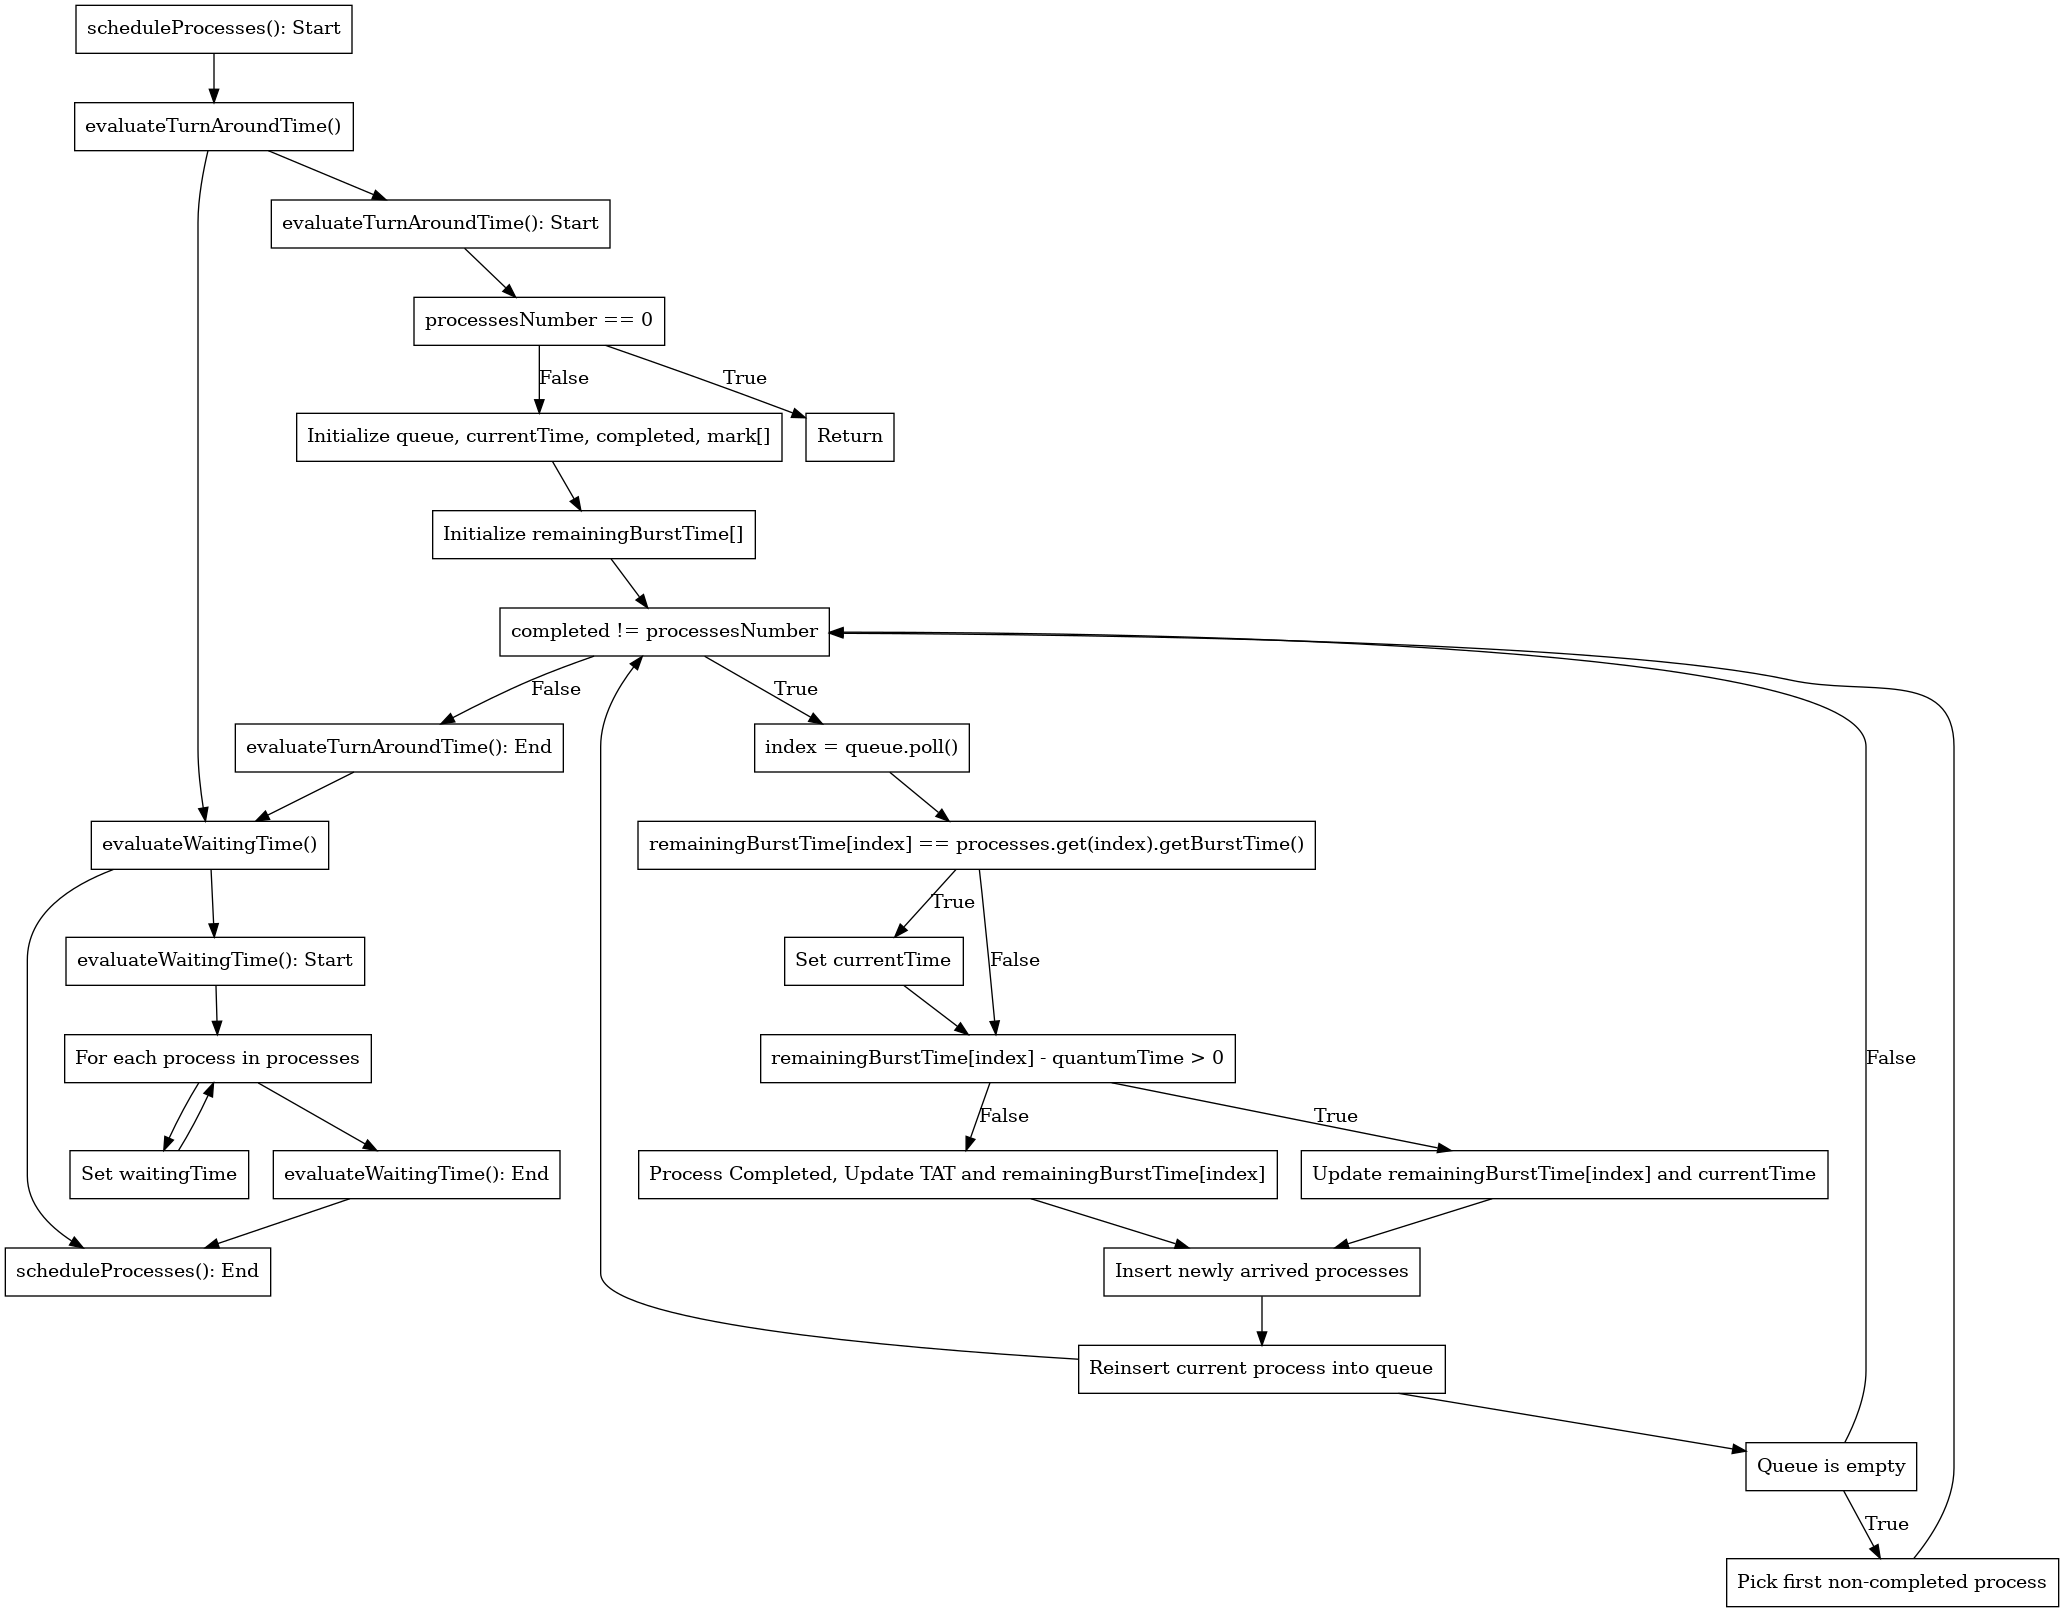 scheduleProcesses(): Start
evaluateTurnAroundTime()
evaluateTurnAroundTime(): Start
processesNumber == 0
False
True
Initialize queue, currentTime, completed, mark[]
Return
Initialize remainingBurstTime[]
completed != processesNumber
False
True
evaluateTurnAroundTime(): End
index = queue.poll()
evaluateWaitingTime()
remainingBurstTime[index] == processes.get(index).getBurstTime()
True
evaluateWaitingTime(): Start
Set currentTime
False
For each process in processes
remainingBurstTime[index] - quantumTime > 0
False
False
True
Set waitingTime
evaluateWaitingTime(): End
Process Completed, Update TAT and remainingBurstTime[index]
Update remainingBurstTime[index] and currentTime
scheduleProcesses(): End
Insert newly arrived processes
Reinsert current process into queue
Queue is empty
True
Pick first non-completed process